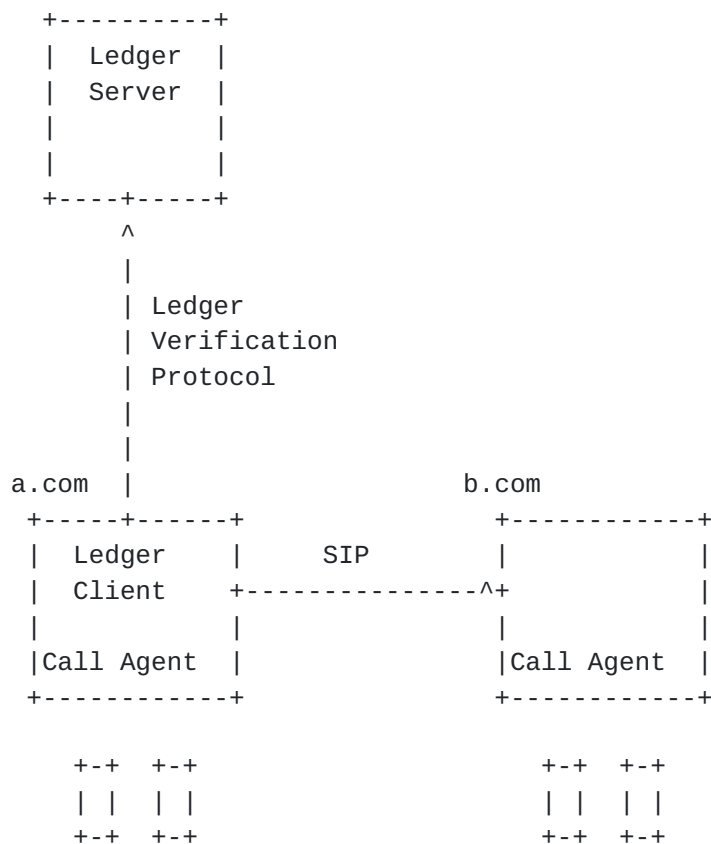 Ledger
Server
Ledger
Verification
Protocol
a.com b.com
Ledger SIP
Client
Call Agent Call Agent